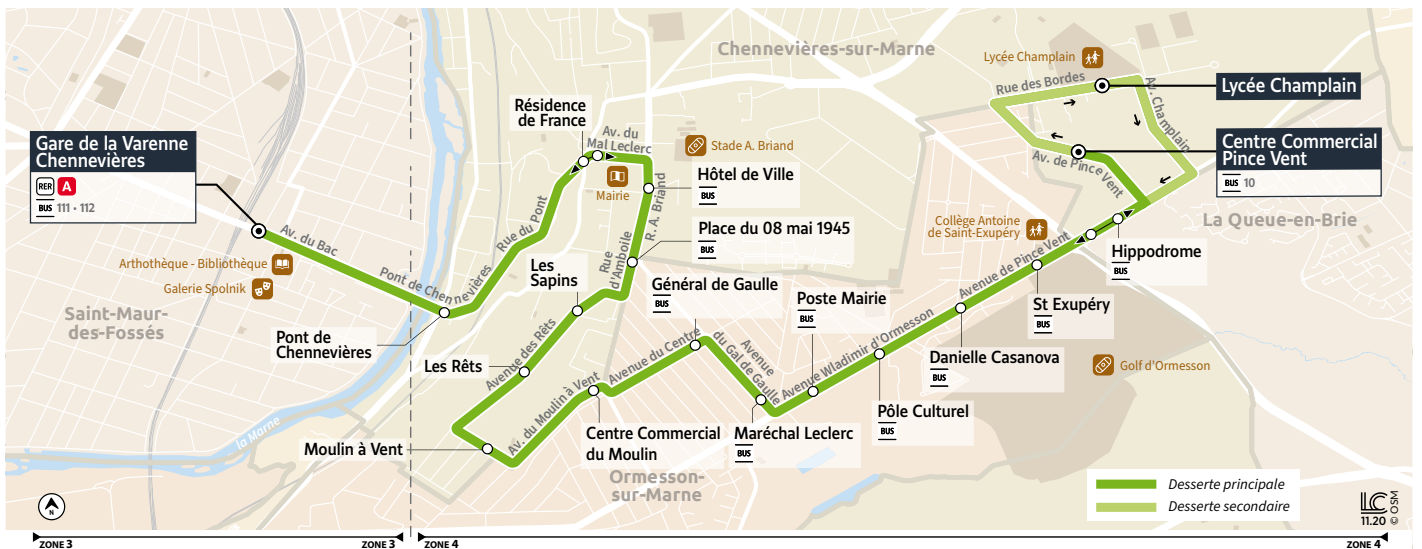 Chennevières-sur-Marne
Lycée Champlain
Rue des Bordes
Av. Champlain
Lycée Champlain
Centre Commercial
Pince Vent
BUS 10
Av. de Pince Vent
La Queue-en-Brie
Résidence
de France
Av. du
Mal Leclerc
Stade A. Briand
Mairie
Hôtel de Ville
BUS
R. A. Briand
Gare de la Varenne
Chennevières
RER A
BUS 111 • 112
Av. du Bac
Rue du Pont
Place du 08 mai 1945
BUS
Rue
d'Amboile
Collège Antoine
de Saint-Exupéry
Avenue de Pince Vent
Hippodrome
BUS
Arthothèque - Bibliothèque
Galerie Spolnik
Pont de Chennevières
Les
Sapins
Général de Gaulle
BUS
Poste Mairie
BUS
St Exupéry
BUS
Saint-Maur-
des-Fossés
Pont de
Chennevières
Les Rêts
Avenue des Rêts
Avenue du Centre
Avenue
du Gal de Gaulle
Avenue Wladimir d'Ormesson
Danielle Casanova
BUS
Golf d'Ormesson
la Marne
Moulin à Vent
Av. du Moulin à Vent
Centre Commercial
du Moulin
Maréchal Leclerc
BUS
Pôle Culturel
BUS
Ormesson-
sur-Marne
Desserte principale
Desserte secondaire
N
LC
11.20
© OSM
ZONE 3
ZONE 3
ZONE 4
ZONE 4